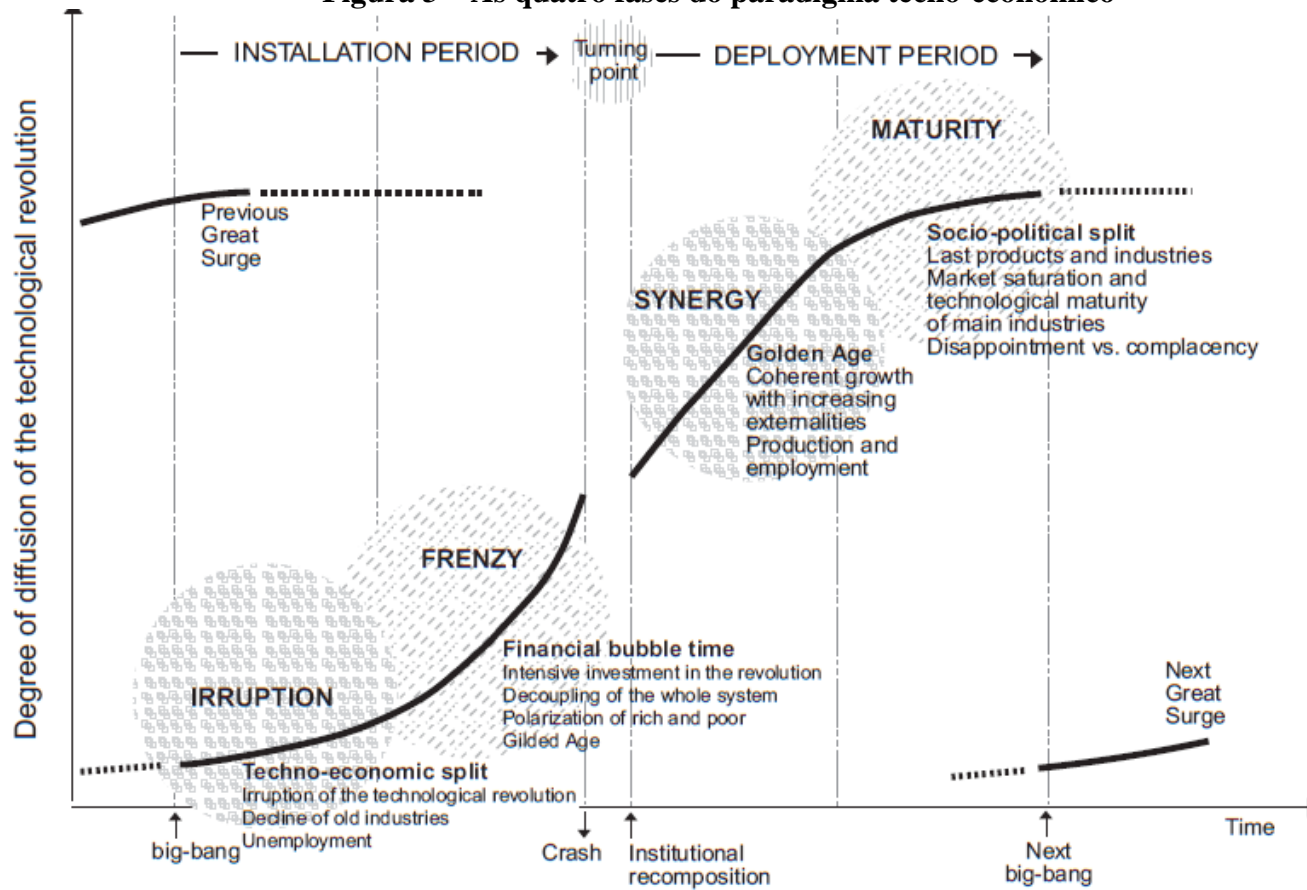 Figura 3 – As quatro fases do paradigma tecno-econômico
INSTALLATION PERIOD
Turning
point
DEPLOYMENT PERIOD
Degree of diffusion of the technological revolution
Previous
Great
Surge
MATURITY
Socio-political split
Last products and industries
Market saturation and
technological maturity
of main industries
Disappointment vs. complacency
SYNERGY
Golden Age
Coherent growth
with increasing
externalities
Production and
employment
FRENZY
Financial bubble time
Intensive investment in the revolution
Decoupling of the whole system
Polarization of rich and poor
Gilded Age
IRRUPTION
Techno-economic split
Irruption of the technological revolution
Decline of old industries
Unemployment
Next
Great
Surge
big-bang
Crash
Institutional
recomposition
Next
big-bang
Time